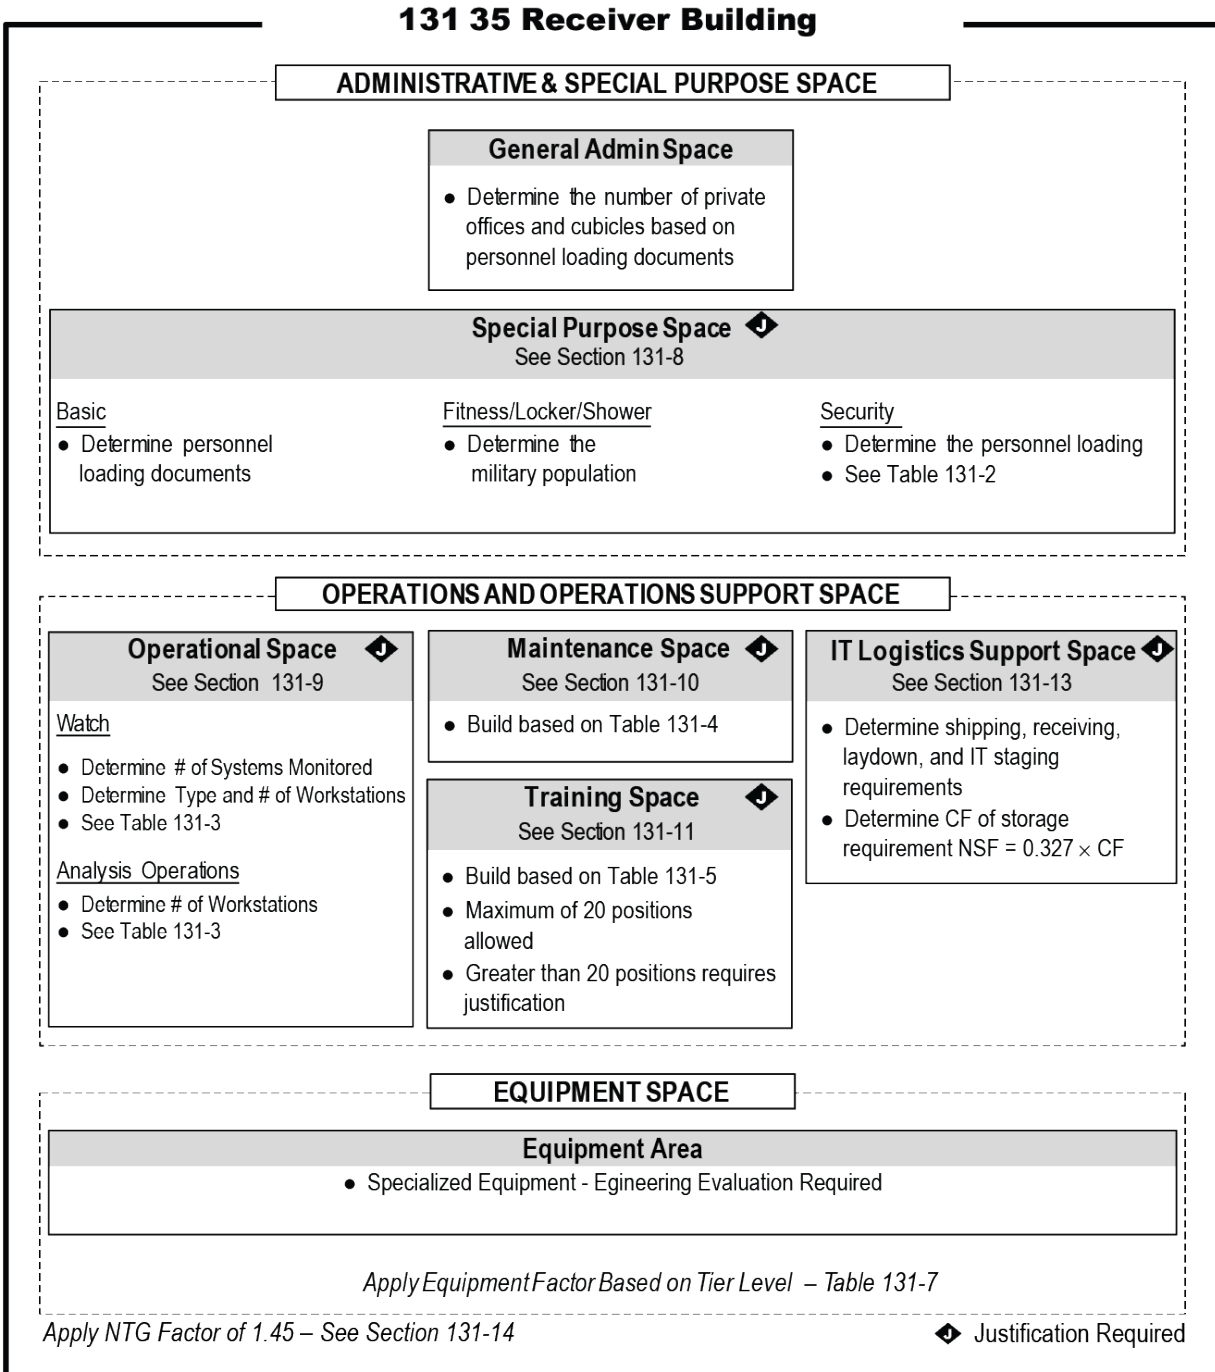 131 35 Receiver Building
ADMINISTRATIVE & SPECIAL PURPOSE SPACE
General Admin Space
● Determine the number of private
offices and cubicles based on
personnel loading documents
Special Purpose Space J
See Section 131-8
Basic
● Determine personnel
loading documents
Fitness/Locker/Shower
● Determine the
military population
Security
● Determine the personnel loading
● See Table 131-2
OPERATIONS AND OPERATIONS SUPPORT SPACE
Operational Space J
See Section 131-9
Watch
● Determine # of Systems Monitored
● Determine Type and # of Workstations
● See Table 131-3
Analysis Operations
● Determine # of Workstations
● See Table 131-3
Maintenance Space J
See Section 131-10
● Build based on Table 131-4
Training Space J
See Section 131-11
● Build based on Table 131-5
● Maximum of 20 positions
allowed
● Greater than 20 positions requires
justification
IT Logistics Support Space J
See Section 131-13
● Determine shipping, receiving,
laydown, and IT staging
requirements
● Determine CF of storage
requirement NSF = 0.327 × CF
EQUIPMENT SPACE
Equipment Area
● Specialized Equipment - Egineering Evaluation Required
Apply Equipment Factor Based on Tier Level – Table 131-7
Apply NTG Factor of 1.45 – See Section 131-14
J Justification Required